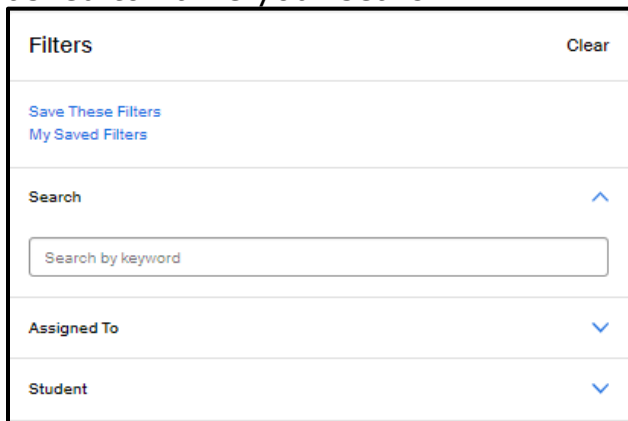 Filters
Clear
Save These Filters
My Saved Filters
Search
Search by keyword
Assigned To
Student